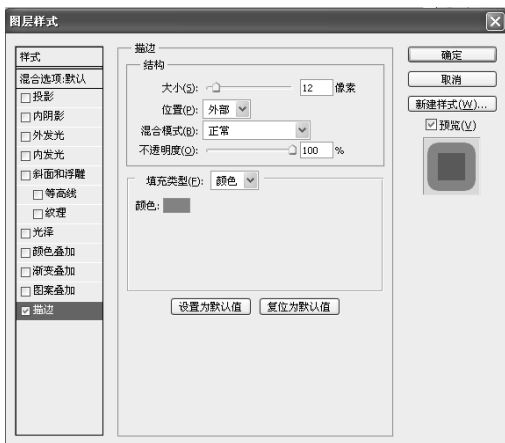 图层样式
样式
混合选项:默认
投影
内阴影
外发光
内发光
斜面和浮雕
等高线
纹理
光泽
颜色叠加
渐变叠加
图案叠加
描边
描边
结构
大小(S): 12 像素
位置(P): 外部
混合模式(B): 正常
不透明度(O): 100 %
填充类型(F): 颜色
颜色:
设置为默认值 复位为默认值
确定
取消
新建样式(W)...
预览(V)